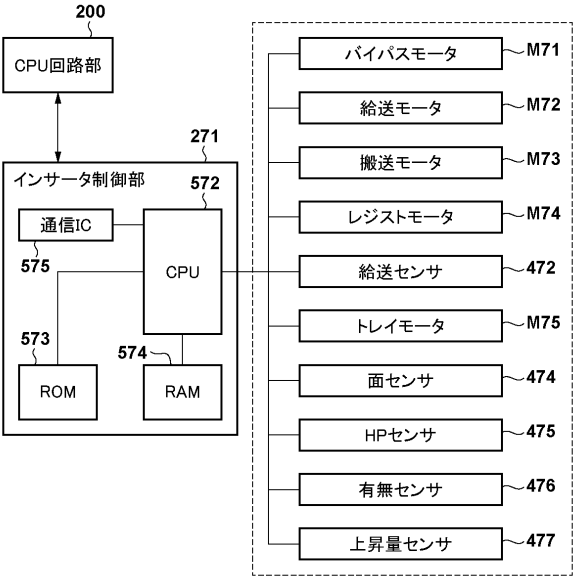 200
CPU回路部
271
インサータ制御部
572
通信IC
575
CPU
573
ROM
574
RAM
バイパスモータ M71
給送モータ M72
搬送モータ M73
レジストモータ M74
給送センサ 472
トレイモータ M75
面センサ 474
HPセンサ 475
有無センサ 476
上昇量センサ 477